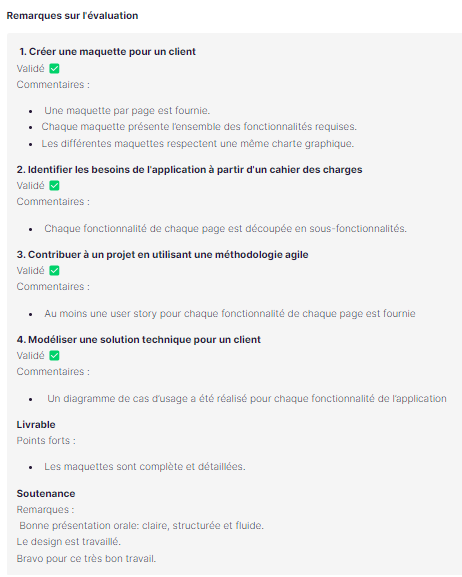 Remarques sur l'évaluation
1. Créer une maquette pour un client
Validé ✅
Commentaires :
• Une maquette par page est fournie.
• Chaque maquette présente l'ensemble des fonctionnalités requises.
• Les différentes maquettes respectent une même charte graphique.
2. Identifier les besoins de l'application à partir d'un cahier des charges
Validé ✅
Commentaires :
• Chaque fonctionnalité de chaque page est découpée en sous-fonctionnalités.
3. Contribuer à un projet en utilisant une méthodologie agile
Validé ✅
Commentaires :
• Au moins une user story pour chaque fonctionnalité de chaque page est fournie
4. Modéliser une solution technique pour un client
Validé ✅
Commentaires :
• Un diagramme de cas d'usage a été réalisé pour chaque fonctionnalité de l'application
Livrable
Points forts :
• Les maquettes sont complète et détaillées.
Soutenance
Remarques :
Bonne présentation orale: claire, structurée et fluide.
Le design est travaillé.
Bravo pour ce très bon travail.